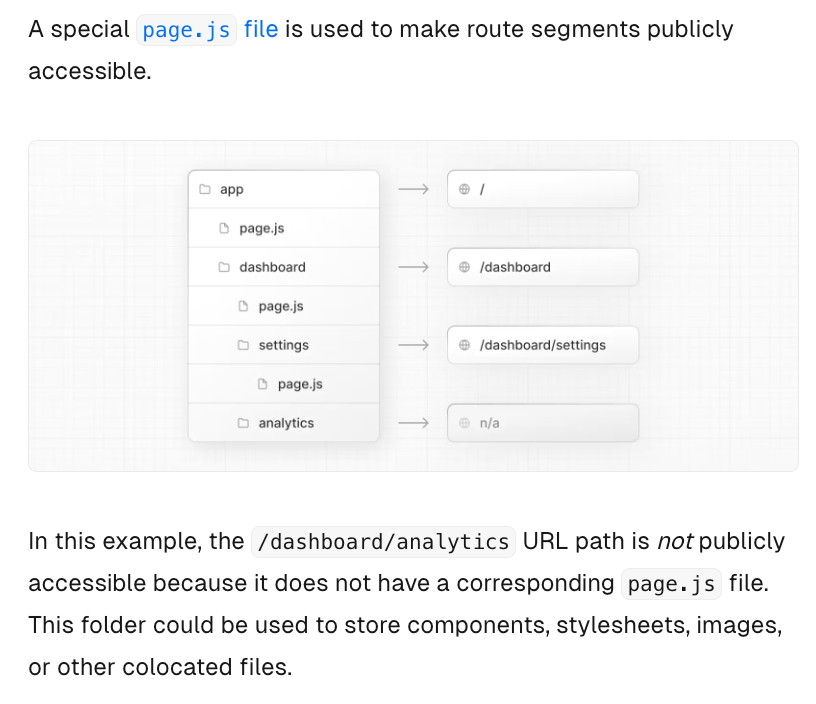 A special page.js file is used to make route segments publicly
accessible.
app
/
page.js
dashboard
/dashboard
page.js
settings
/dashboard/settings
page.js
analytics
n/a
In this example, the /dashboard/analytics URL path is not publicly
accessible because it does not have a corresponding page.js file.
This folder could be used to store components, stylesheets, images,
or other colocated files.